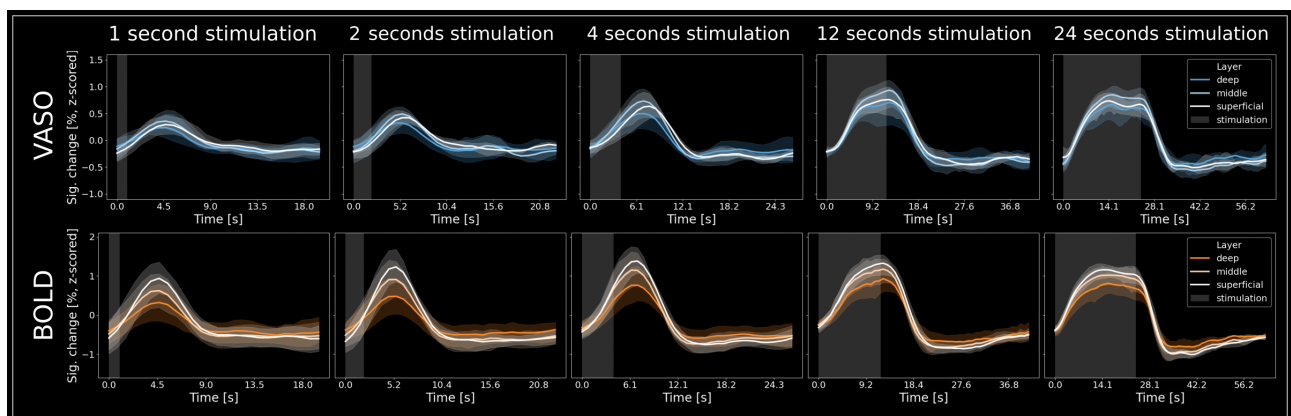 1 second stimulation
2 seconds stimulation
4 seconds stimulation
12 seconds stimulation
24 seconds stimulation
VASO
Sig. change [%, z-scored]
1.5
1.0
0.5
0.0
−0.5
−1.0
Layer
deep
middle
superficial
stimulation
Layer
deep
middle
superficial
stimulation
0.0 4.5 9.0 13.5 18.0
Time [s]
0.0 5.2 10.4 15.6 20.8
Time [s]
0.0 6.1 12.1 18.2 24.3
Time [s]
0.0 9.2 18.4 27.6 36.8
Time [s]
0.0 14.1 28.1 42.2 56.2
Time [s]
BOLD
Sig. change [%, z-scored]
2
1
0
−1
Layer
deep
middle
superficial
stimulation
0.0 4.5 9.0 13.5 18.0
Time [s]
0.0 5.2 10.4 15.6 20.8
Time [s]
0.0 6.1 12.1 18.2 24.3
Time [s]
0.0 9.2 18.4 27.6 36.8
Time [s]
0.0 14.1 28.1 42.2 56.2
Time [s]